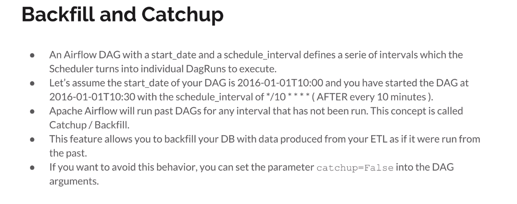 Backfill and Catchup
● An Airflow DAG with a start_date and a schedule_interval defines a serie of intervals which the
Scheduler turns into individual DagRuns to execute.
● Let's assume the start_date of your DAG is 2016-01-01T10:00 and you have started the DAG at
2016-01-01T10:30 with the schedule_interval of */10 * * * * ( AFTER every 10 minutes ).
● Apache Airflow will run past DAGs for any interval that has not been run. This concept is called
Catchup / Backfill.
● This feature allows you to backfill your DB with data produced from your ETL as if it were run from
the past.
● If you want to avoid this behavior, you can set the parameter catchup=False into the DAG
arguments.